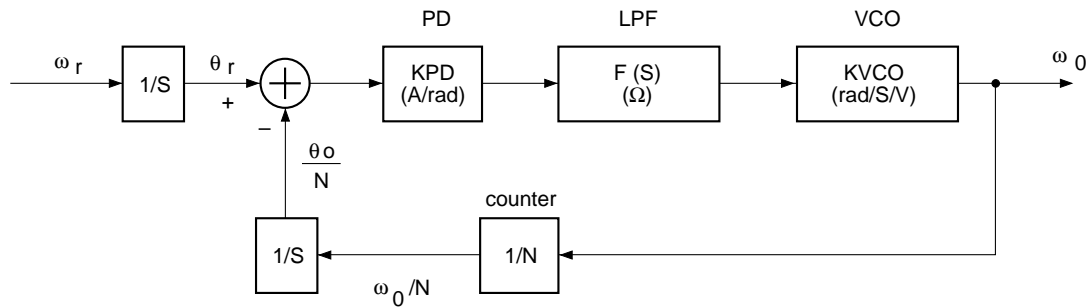 PD
LPF
VCO
ω r
1/S
θ r
+
−
KPD
(A/rad)
F (S)
(Ω)
KVCO
(rad/S/V)
ω 0
θ o
N
counter
1/S
1/N
ω 0 /N